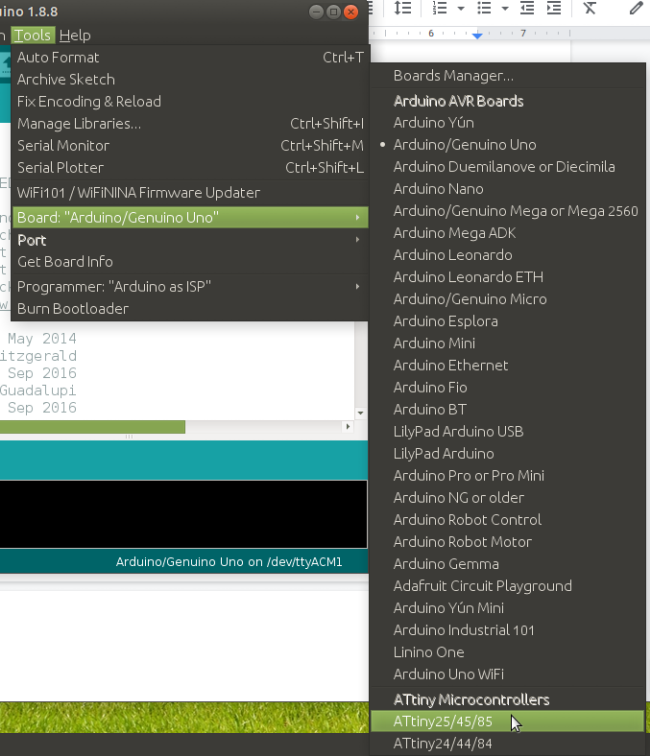 uino 1.8.8
Tools Help
Auto Format Ctrl+T
Archive Sketch
Fix Encoding & Reload
Manage Libraries... Ctrl+Shift+I
Serial Monitor Ctrl+Shift+M
Serial Plotter Ctrl+Shift+L
WiFi101 / WiFiNINA Firmware Updater
Board: "Arduino/Genuino Uno"
Port
Get Board Info
Programmer: "Arduino as ISP"
Burn Bootloader
May 2014
itzgerald
Sep 2016
Guadalupi
Sep 2016
Arduino/Genuino Uno on /dev/ttyACM1
6 7
Boards Manager...
Arduino AVR Boards
Arduino Yún
Arduino/Genuino Uno
Arduino Duemilanove or Diecimila
Arduino Nano
Arduino/Genuino Mega or Mega 2560
Arduino Mega ADK
Arduino Leonardo
Arduino Leonardo ETH
Arduino/Genuino Micro
Arduino Esplora
Arduino Mini
Arduino Ethernet
Arduino Fio
Arduino BT
LilyPad Arduino USB
LilyPad Arduino
Arduino Pro or Pro Mini
Arduino NG or older
Arduino Robot Control
Arduino Robot Motor
Arduino Gemma
Adafruit Circuit Playground
Arduino Yún Mini
Arduino Industrial 101
Linino One
Arduino Uno WiFi
ATtiny Microcontrollers
ATtiny25/45/85
ATtiny24/44/84